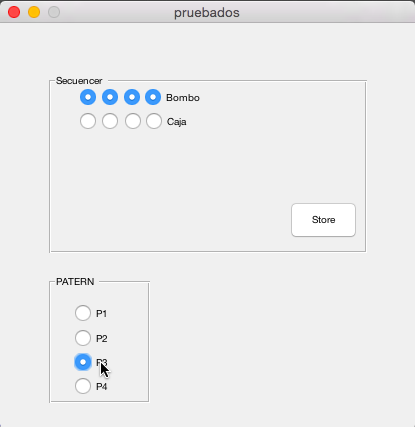 pruebados
Secuencer
Bombo
Caja
Store
PATERN
P1
P2
P3
P4